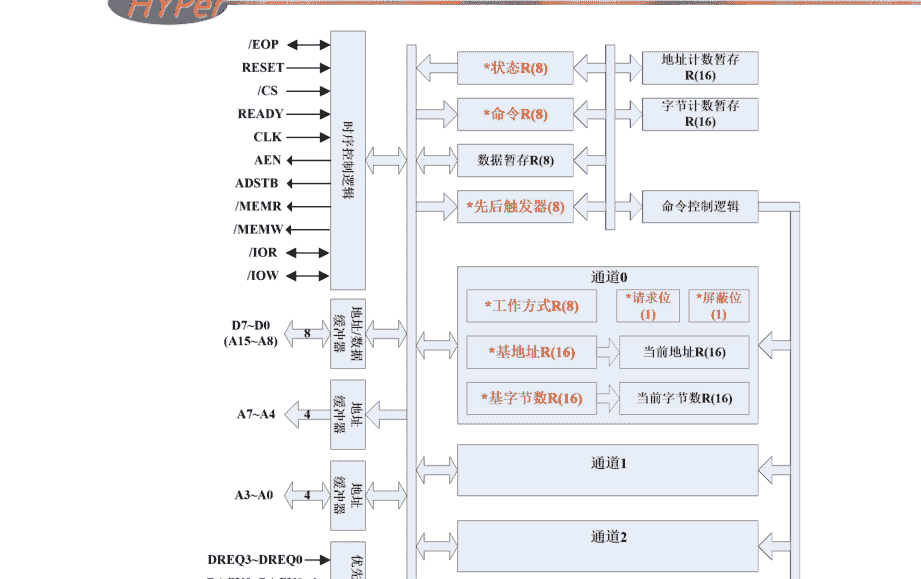 HYPer
/EOP
RESET
/CS
READY
CLK
AEN
ADSTB
/MEMR
/MEMW
/IOR
/IOW
时序控制逻辑
*状态R(8)
*命令R(8)
数据暂存R(8)
*先后触发器(8)
地址计数暂存
R(16)
字节计数暂存
R(16)
命令控制逻辑
D7~D0
(A15~A8)
8
地址/数据
缓冲器
A7~A4
4
地址
缓冲器
A3~A0
4
地址
缓冲器
DREQ3~DREQ0
优先
通道0
*工作方式R(8)
*请求位
(1)
*屏蔽位
(1)
*基地址R(16)
当前地址R(16)
*基字节数R(16)
当前字节数R(16)
通道1
通道2